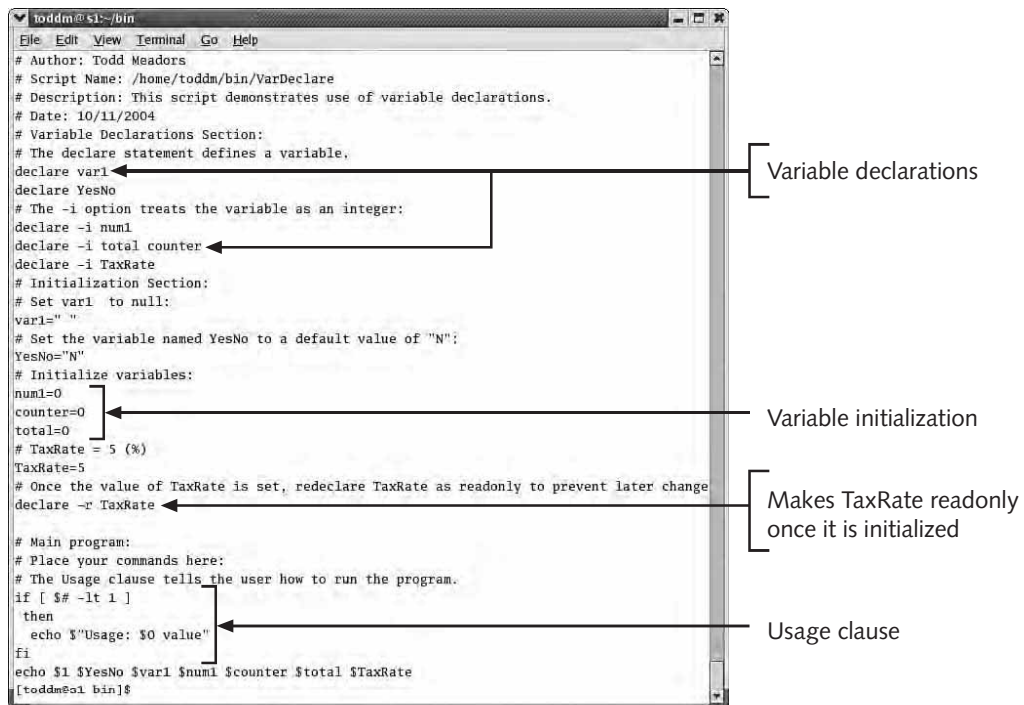 toddm@s1:~/bin
File Edit View Terminal Go Help
# Author: Todd Meadors
# Script Name: /home/toddm/bin/VarDeclare
# Description: This script demonstrates use of variable declarations.
# Date: 10/11/2004
# Variable Declarations Section:
# The declare statement defines a variable.
declare var1
declare YesNo
# The -i option treats the variable as an integer:
declare -i num1
declare -i total counter
declare -i TaxRate
# Initialization Section:
# Set var1  to null:
var1=" "
# Set the variable named YesNo to a default value of "N":
YesNo="N"
# Initialize variables:
num1=0
counter=0
total=0
# TaxRate = 5 (%)
TaxRate=5
# Once the value of TaxRate is set, redeclare TaxRate as readonly to prevent later change
declare -r TaxRate
# Main program:
# Place your commands here:
# The Usage clause tells the user how to run the program.
if [ $# -lt 1 ]
then
echo $"Usage: $0 value"
fi
echo $1 $YesNo $var1 $num1 $counter $total $TaxRate
[toddm@s1 bin]$
Variable declarations
Variable initialization
Makes TaxRate readonly
once it is initialized
Usage clause